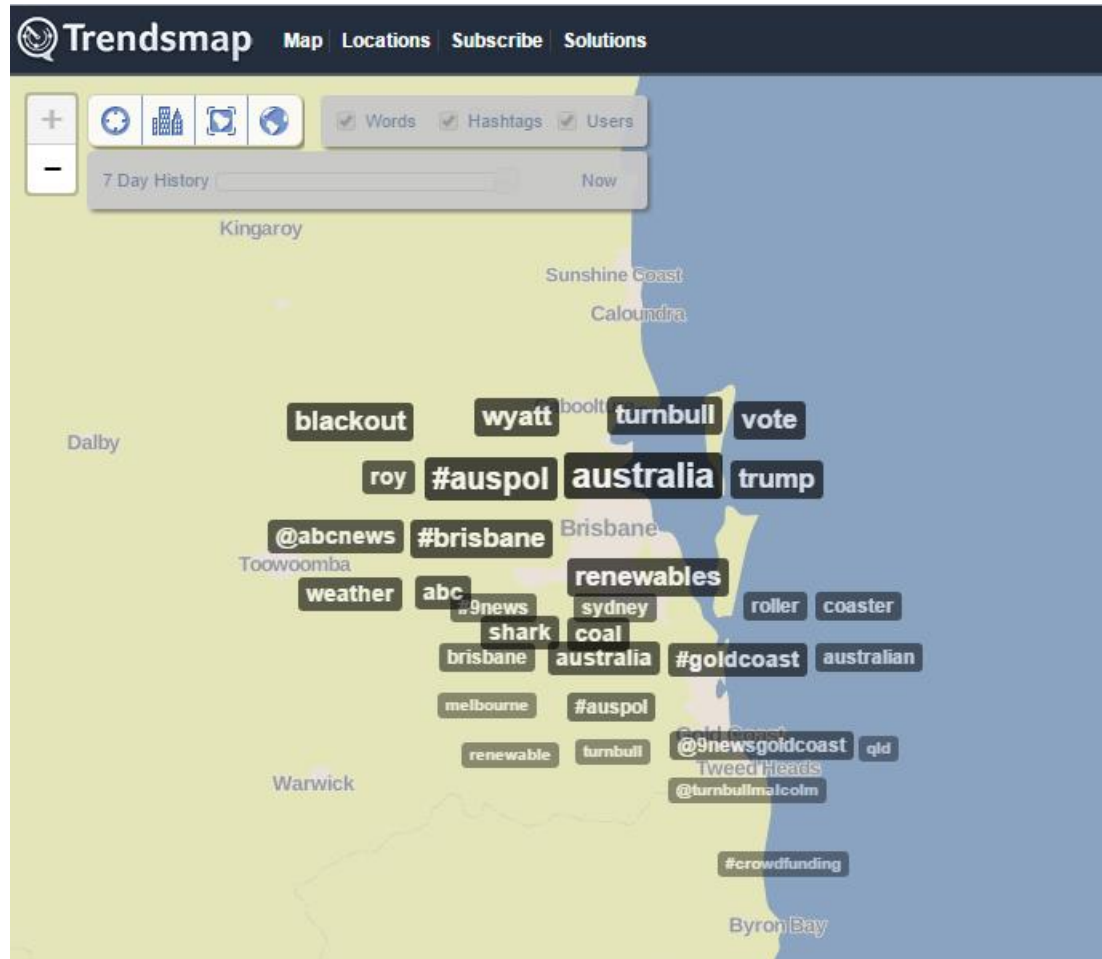 Trendsmap Map Locations Subscribe Solutions
+
Words Hashtags Users
−
7 Day History Now
Kingaroy
Sunshine Coast
Caloundra
blackout wyatt turnbull vote
Dalby
roy #auspol australia trump
@abcnews #brisbane Brisbane
Toowoomba
renewables
weather abc
#9news sydney roller coaster
shark coal
brisbane australia #goldcoast australian
melbourne #auspol
Gold Coast
renewable turnbull @9newsgoldcoast qld
Tweed Heads
Warwick @turnbullmalcolm
#crowdfunding
Byron Bay